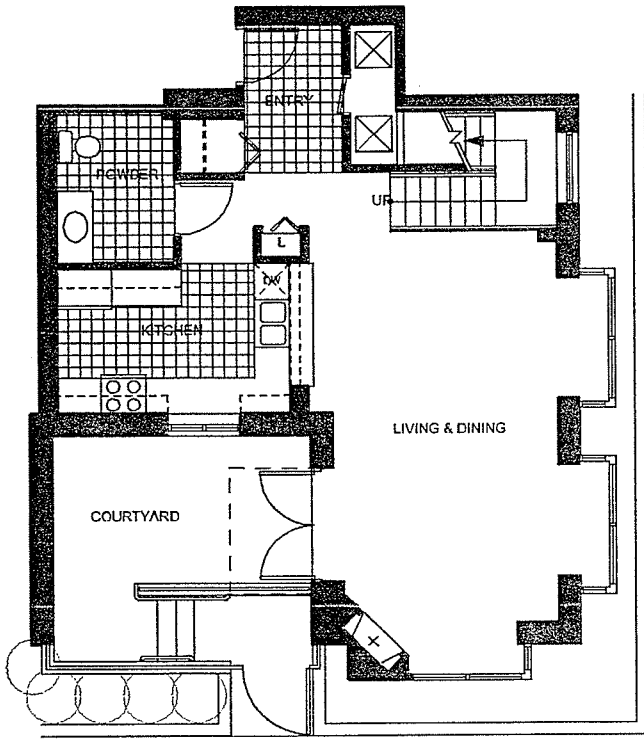 ENTRY
POWDER
UP
L
DW
KITCHEN
LIVING & DINING
COURTYARD